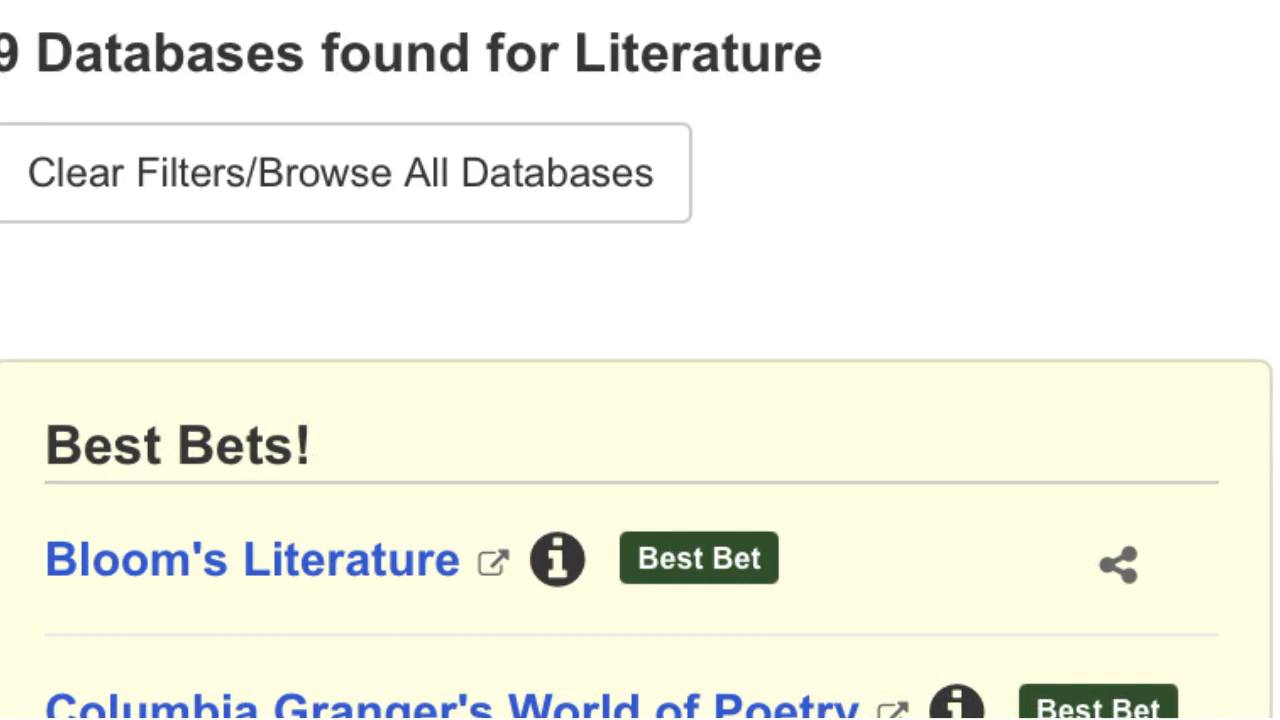 9 Databases found for Literature
Clear Filters/Browse All Databases
Best Bets!
Bloom's Literature Best Bet
Columbia Granger's World of Poetry Best Bet